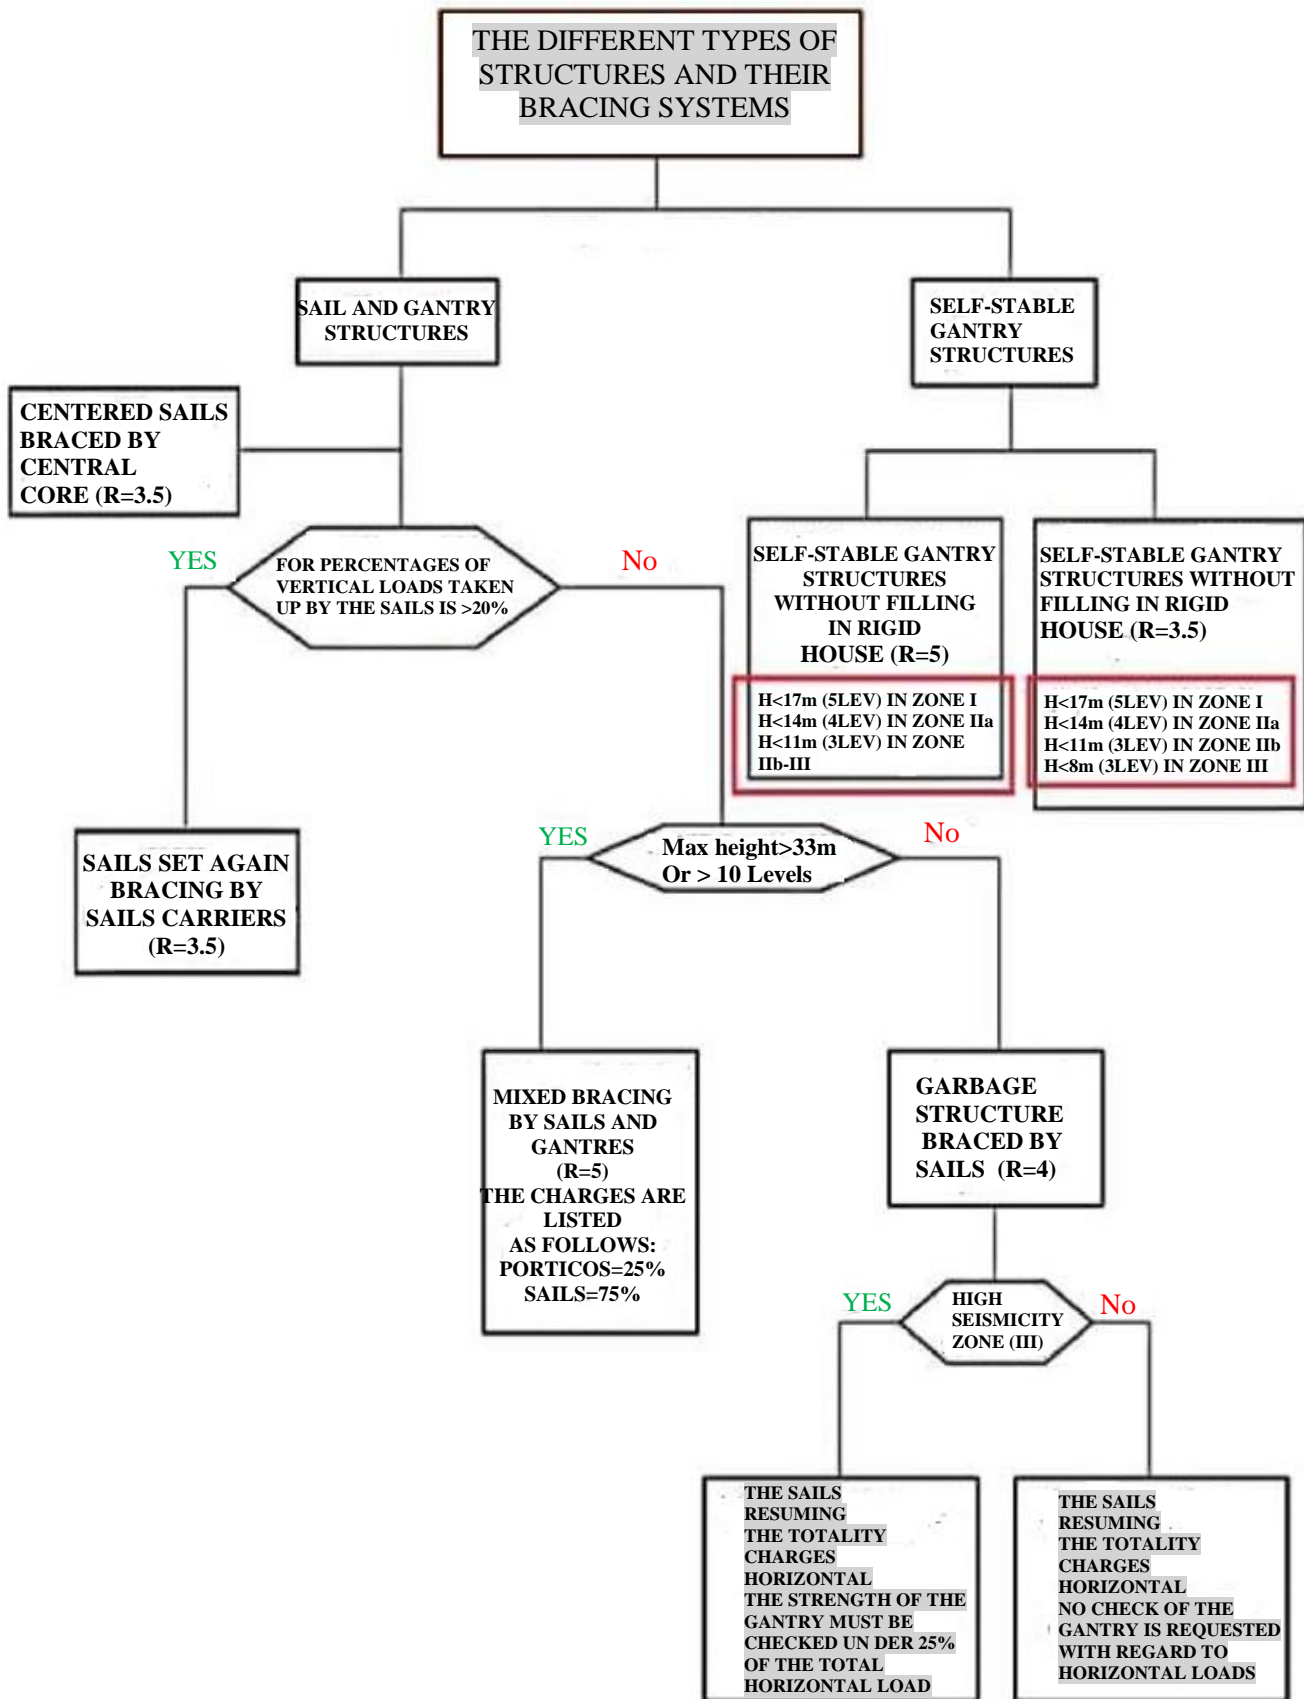 THE DIFFERENT TYPES OF
STRUCTURES AND THEIR
BRACING SYSTEMS
SAIL AND GANTRY
STRUCTURES
SELF-STABLE
GANTRY
STRUCTURES
CENTERED SAILS
BRACED BY
CENTRAL
CORE (R=3.5)
YES
FOR PERCENTAGES OF
VERTICAL LOADS TAKEN
UP BY THE SAILS IS >20%
No
SELF-STABLE GANTRY
STRUCTURES
WITHOUT FILLING
IN RIGID
HOUSE (R=5)
H<17m (5LEV) IN ZONE I
H<14m (4LEV) IN ZONE IIa
H<11m (3LEV) IN ZONE
IIb-III
SELF-STABLE GANTRY
STRUCTURES WITHOUT
FILLING IN RIGID
HOUSE (R=3.5)
H<17m (5LEV) IN ZONE I
H<14m (4LEV) IN ZONE IIa
H<11m (3LEV) IN ZONE IIb
H<8m (3LEV) IN ZONE III
SAILS SET AGAIN
BRACING BY
SAILS CARRIERS
(R=3.5)
YES
Max height>33m
Or > 10 Levels
No
MIXED BRACING
BY SAILS AND
GANTRES
(R=5)
THE CHARGES ARE
LISTED
AS FOLLOWS:
PORTICOS=25%
SAILS=75%
GARBAGE
STRUCTURE
BRACED BY
SAILS (R=4)
YES
HIGH
SEISMICITY
ZONE (III)
No
THE SAILS
RESUMING
THE TOTALITY
CHARGES
HORIZONTAL
THE STRENGTH OF THE
GANTRY MUST BE
CHECKED UN DER 25%
OF THE TOTAL
HORIZONTAL LOAD
THE SAILS
RESUMING
THE TOTALITY
CHARGES
HORIZONTAL
NO CHECK OF THE
GANTRY IS REQUESTED
WITH REGARD TO
HORIZONTAL LOADS